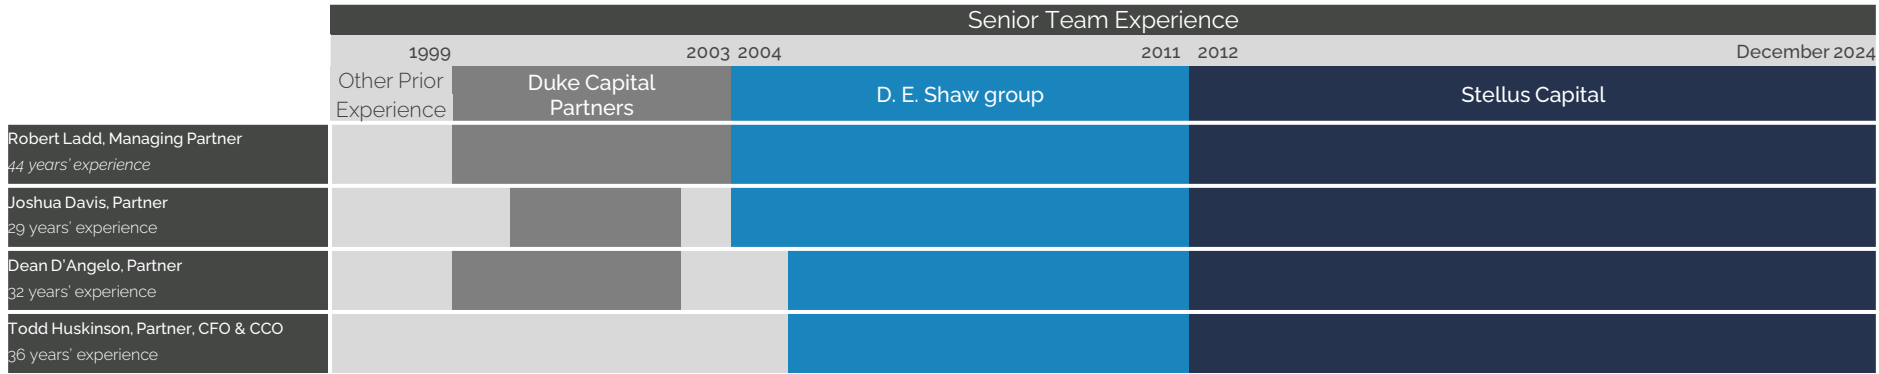 Senior Team Experience
1999 2003 2004 2011 2012 December 2024
Other Prior
Experience
Duke Capital
Partners
D. E. Shaw group
Stellus Capital
Robert Ladd, Managing Partner
44 years' experience
Joshua Davis, Partner
29 years' experience
Dean D'Angelo, Partner
32 years' experience
Todd Huskinson, Partner, CFO & CCO
36 years' experience